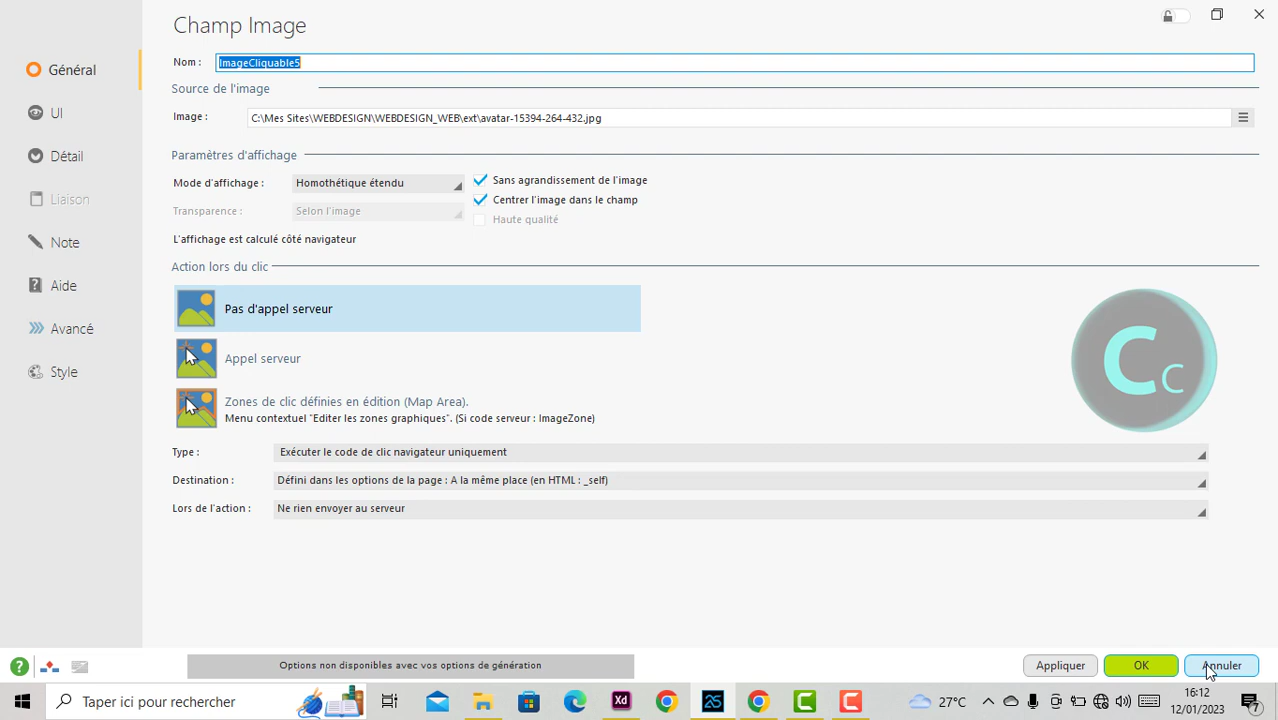 Champ Image
Général
UI
Détail
Liaison
Note
Aide
Avancé
Style
Nom :
ImageCliquable5
Source de l'image
Image :
C:\Mes Sites\WEBDESIGN\WEBDESIGN_WEB\ext\avatar-15394-264-432.jpg
Paramètres d'affichage
Mode d'affichage :
Homothétique étendu
Sans agrandissement de l'image
Transparence :
Selon l'image
Centrer l'image dans le champ
Haute qualité
L'affichage est calculé côté navigateur
Action lors du clic
Pas d'appel serveur
Appel serveur
Zones de clic définies en édition (Map Area).
Menu contextuel "Editer les zones graphiques". (Si code serveur : ImageZone)
C C
Type :
Exécuter le code de clic navigateur uniquement
Destination :
Défini dans les options de la page : A la même place (en HTML : _self)
Lors de l'action :
Ne rien envoyer au serveur
?
Options non disponibles avec vos options de génération
Appliquer
OK
Annuler
Taper ici pour rechercher
Xd
25
27°C
16:12
12/01/2023
7